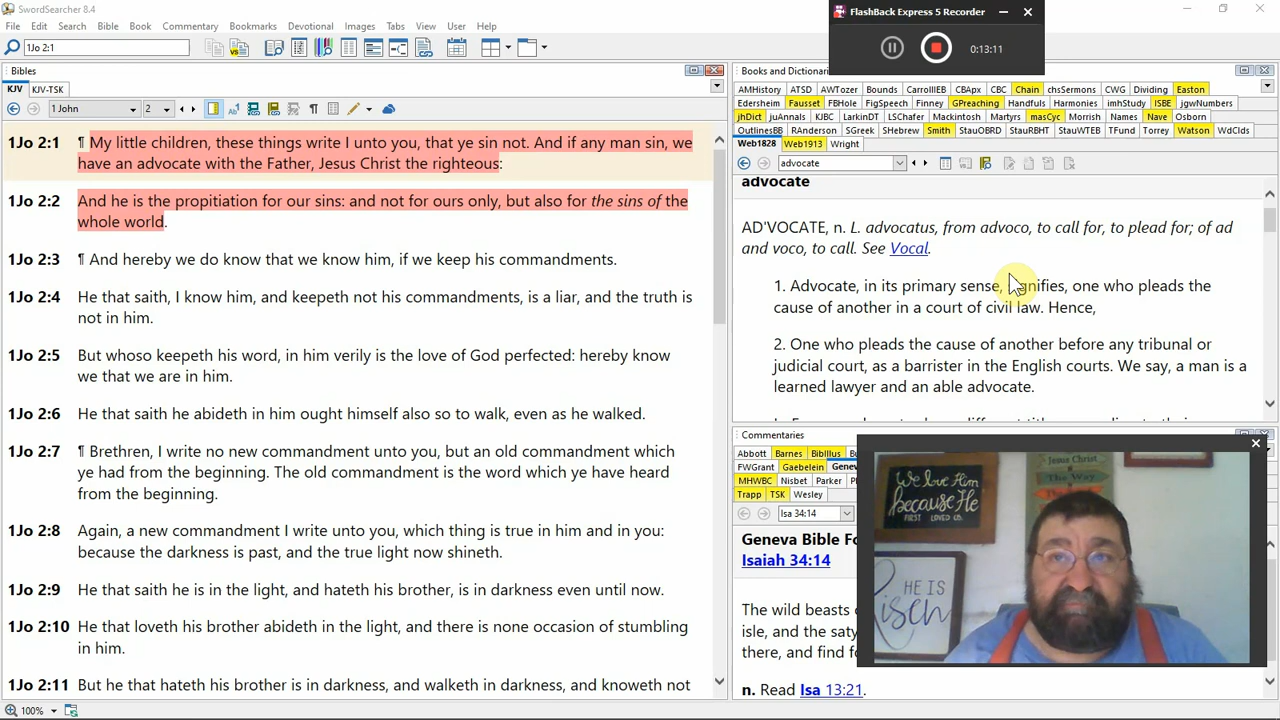 SwordSearcher 8.4
File Edit Search Bible Book Commentary Bookmarks Devotional Images Tabs View User Help
FlashBack Express 5 Recorder
0:13:11
1Jo 2:1
Bibles
KJV KJV-TSK
1 John 2
1Jo 2:1 ¶ My little children, these things write I unto you, that ye sin not. And if any man sin, we
have an advocate with the Father, Jesus Christ the righteous:
1Jo 2:2 And he is the propitiation for our sins: and not for ours only, but also for the sins of the
whole world.
1Jo 2:3 ¶ And hereby we do know that we know him, if we keep his commandments.
1Jo 2:4 He that saith, I know him, and keepeth not his commandments, is a liar, and the truth is
not in him.
1Jo 2:5 But whoso keepeth his word, in him verily is the love of God perfected: hereby know
we that we are in him.
1Jo 2:6 He that saith he abideth in him ought himself also so to walk, even as he walked.
1Jo 2:7 ¶ Brethren, I write no new commandment unto you, but an old commandment which
ye had from the beginning. The old commandment is the word which ye have heard
from the beginning.
1Jo 2:8 Again, a new commandment I write unto you, which thing is true in him and in you:
because the darkness is past, and the true light now shineth.
1Jo 2:9 He that saith he is in the light, and hateth his brother, is in darkness even until now.
1Jo 2:10 He that loveth his brother abideth in the light, and there is none occasion of stumbling
in him.
1Jo 2:11 But he that hateth his brother is in darkness, and walketh in darkness, and knoweth not
100%
Books and Dictionari
AMHistory ATSD AWTozer Bounds CarrollIEB CBApx CBC Chain chsSermons CWG Dividing Easton
Edersheim Fausset FBHole FigSpeech Finney GPreaching Handfuls Harmonies imhStudy ISBE jgwNumbers
jhDict juAnnals KJBC LarkinDT LSChafer Mackintosh Martyrs masCyc Morrish Names Nave Osborn
OutlinesBB RAnderson SGreek SHebrew Smith StauOBRD StauRBHT StauWTEB TFund Torrey Watson WdClds
Web1828 Web1913 Wright
advocate
advocate
AD'VOCATE, n. L. advocatus, from advoco, to call for, to plead for; of ad
and voco, to call. See Vocal.
1. Advocate, in its primary sense, signifies, one who pleads the
cause of another in a court of civil law. Hence,
2. One who pleads the cause of another before any tribunal or
judicial court, as a barrister in the English courts. We say, a man is a
learned lawyer and an able advocate.
Commentaries
Abbott Barnes BiblIlus Bu
FWGrant Gaebelein Genev
MHWBC Nisbet Parker
Trapp TSK Wesley
Isa 34:14
Geneva Bible Fo
Isaiah 34:14
The wild beasts
isle, and the saty
there, and find
n. Read Isa 13:21.
We love Him
because He
FIRST LOVED US.
Jesus Christ
The Way
HE IS
Risen